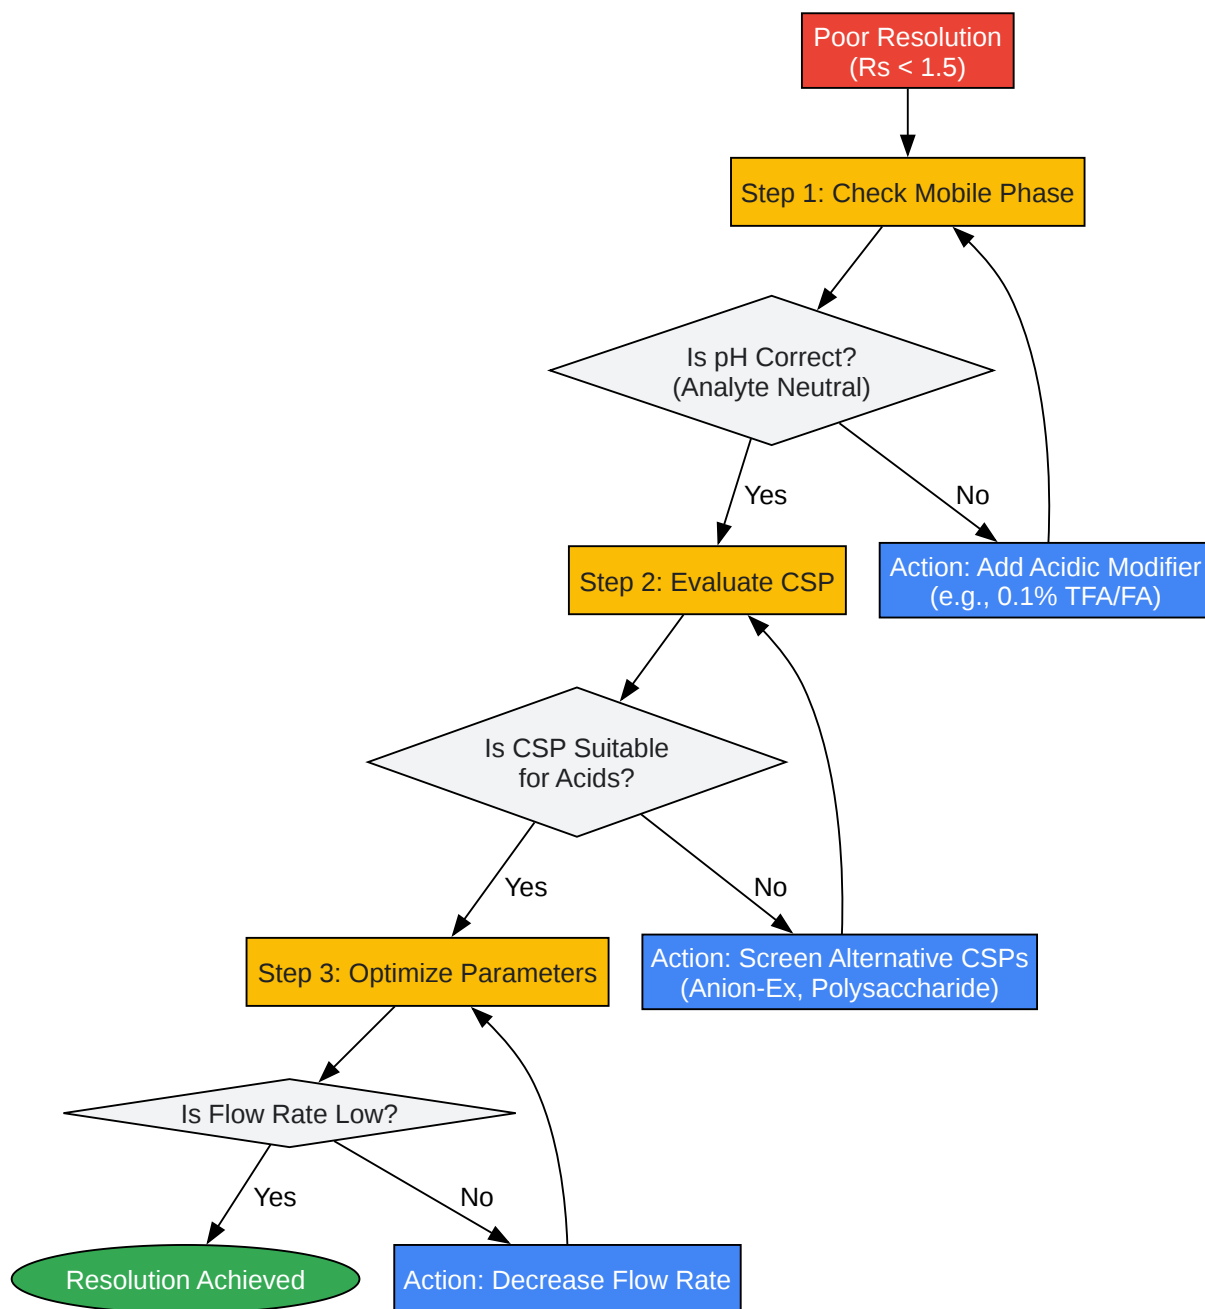 Poor Resolution
(Rs < 1.5)
Step 1: Check Mobile Phase
Is pH Correct?
(Analyte Neutral)
Yes
No
Step 2: Evaluate CSP
Action: Add Acidic Modifier
(e.g., 0.1% TFA/FA)
Is CSP Suitable
for Acids?
Yes
No
Step 3: Optimize Parameters
Action: Screen Alternative CSPs
(Anion-Ex, Polysaccharide)
Is Flow Rate Low?
Yes
No
Resolution Achieved
Action: Decrease Flow Rate